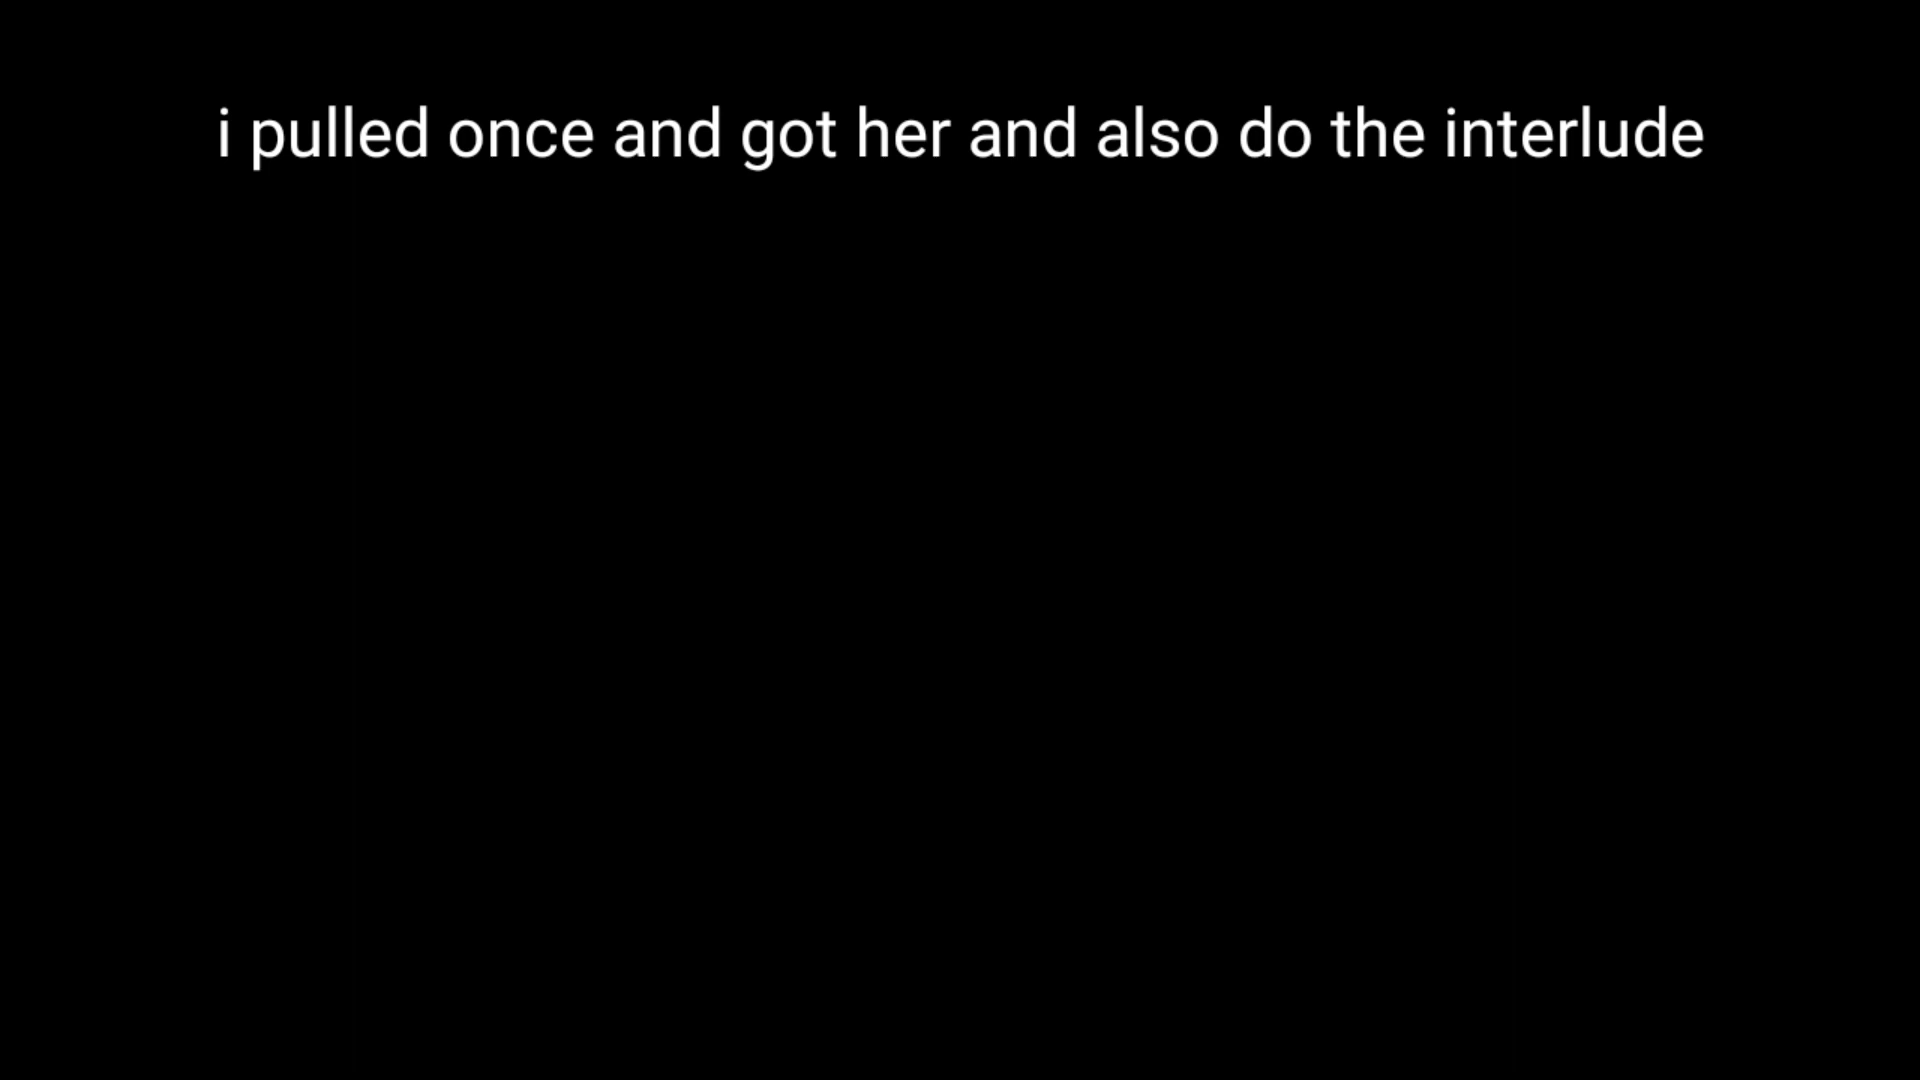 i pulled once and got her and also do the interlude